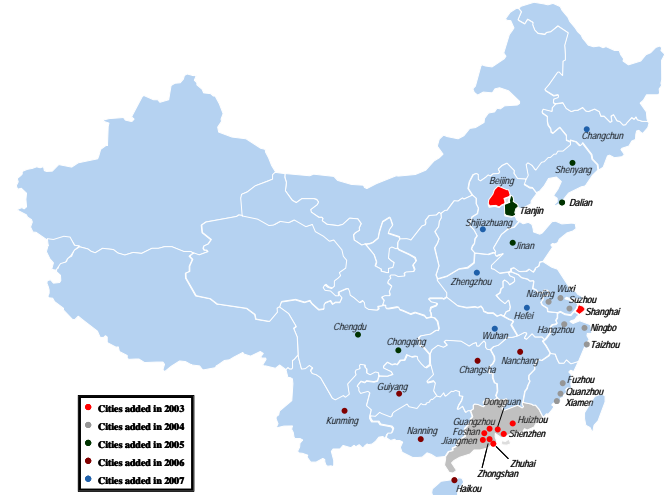 Changchun
Shenyang
Beijing
Dalian
Tianjin
Shijiazhuang
Jinan
Zhengzhou
Nanjing
Wuxi
Suzhou
Shanghai
Hefei
Chengdu
Wuhan
Hangzhou
Ningbo
Chongqing
Taizhou
Nanchang
Changsha
Guiyang
Fuzhou
Quanzhou
Xiamen
Dongguan
Kunming
Nanning
Guangzhou
Huizhou
Foshan
Shenzhen
Jiangmen
Zhuhai
Zhongshan
Haikou
Cities added in 2003
Cities added in 2004
Cities added in 2005
Cities added in 2006
Cities added in 2007